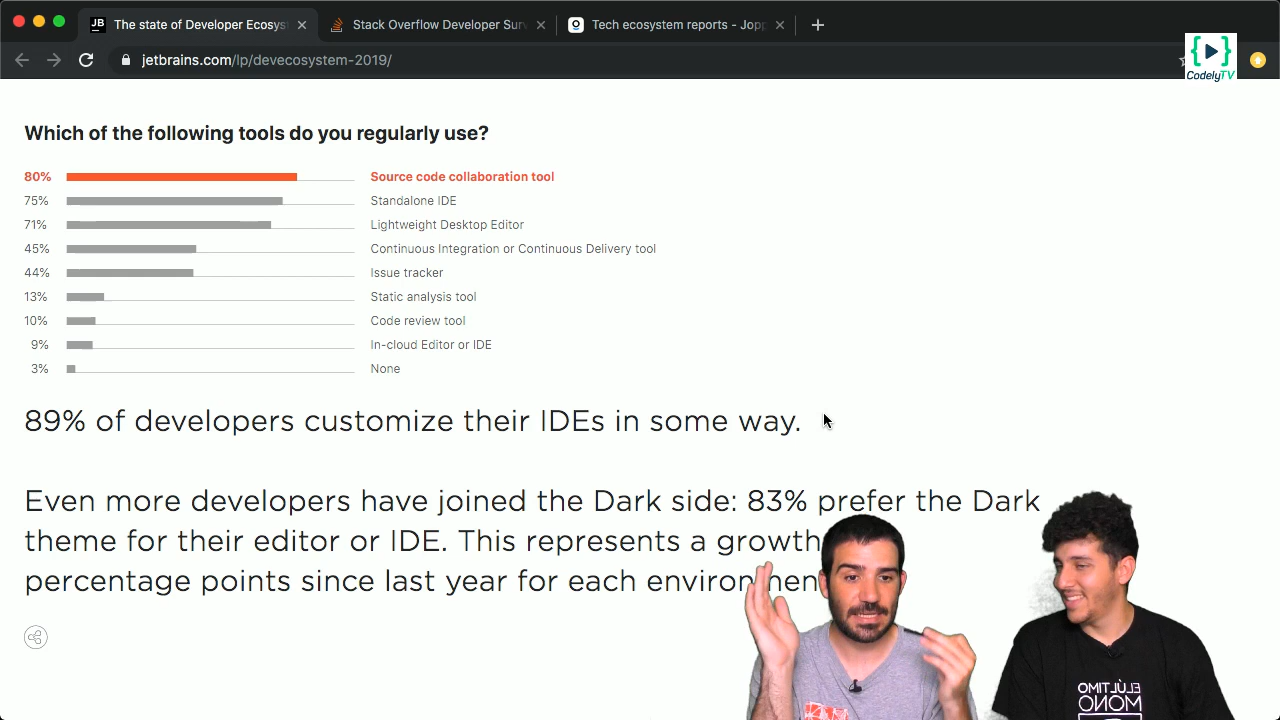 JB The state of Developer Ecosys
Stack Overflow Developer Sur
Tech ecosystem reports - Jopp
jetbrains.com/lp/devecosystem-2019/
CodelyTV
Which of the following tools do you regularly use?
80% Source code collaboration tool
75% Standalone IDE
71% Lightweight Desktop Editor
45% Continuous Integration or Continuous Delivery tool
44% Issue tracker
13% Static analysis tool
10% Code review tool
9% In-cloud Editor or IDE
3% None
89% of developers customize their IDEs in some way.
Even more developers have joined the Dark side: 83% prefer the Dark
theme for their editor or IDE. This represents a growth
percentage points since last year for each environmen
ELÚLTIMO
MONO